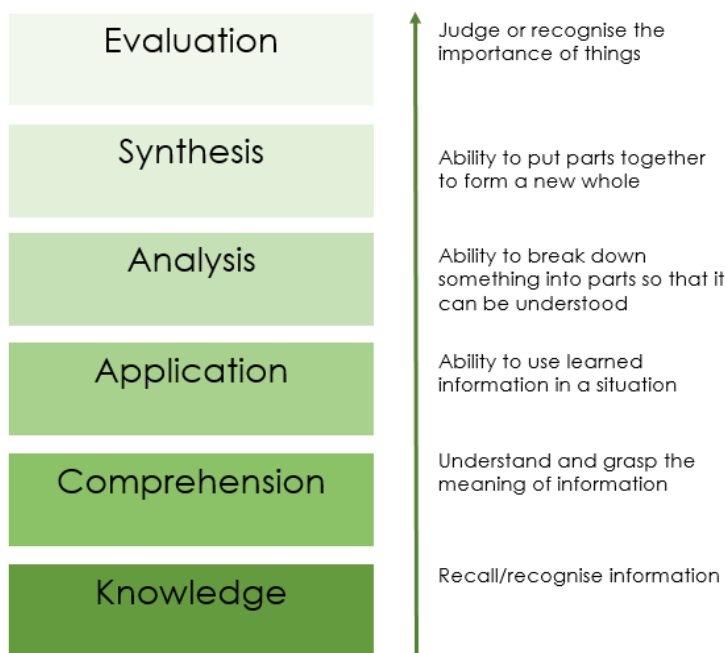 Evaluation
Judge or recognise the
importance of things
Synthesis
Ability to put parts together
to form a new whole
Analysis
Ability to break down
something into parts so that it
can be understood
Application
Ability to use learned
information in a situation
Comprehension
Understand and grasp the
meaning of information
Knowledge
Recall/recognise information